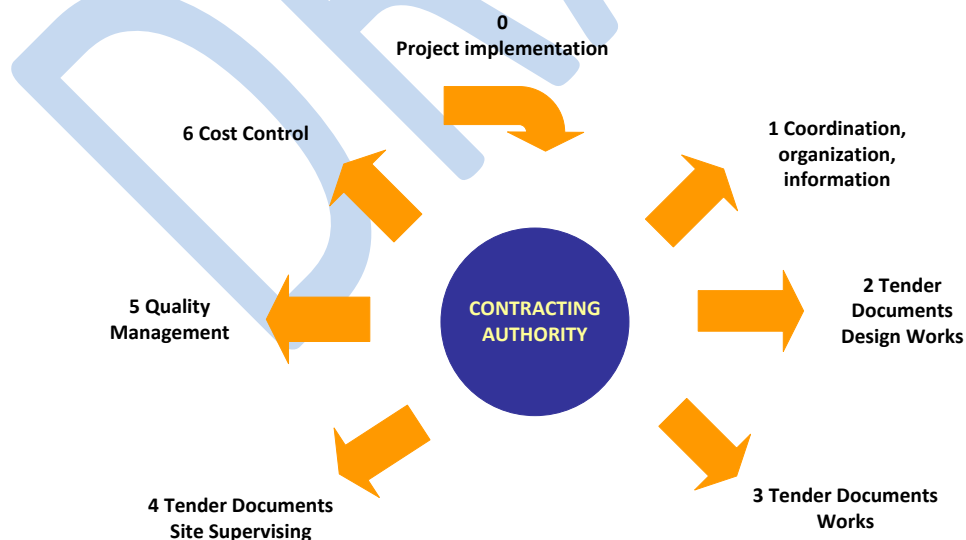 0
Project implementation
6 Cost Control
1 Coordination,
organization,
information
5 Quality
Management
CONTRACTING
AUTHORITY
2 Tender
Documents
Design Works
4 Tender Documents
Site Supervising
3 Tender Documents
Works